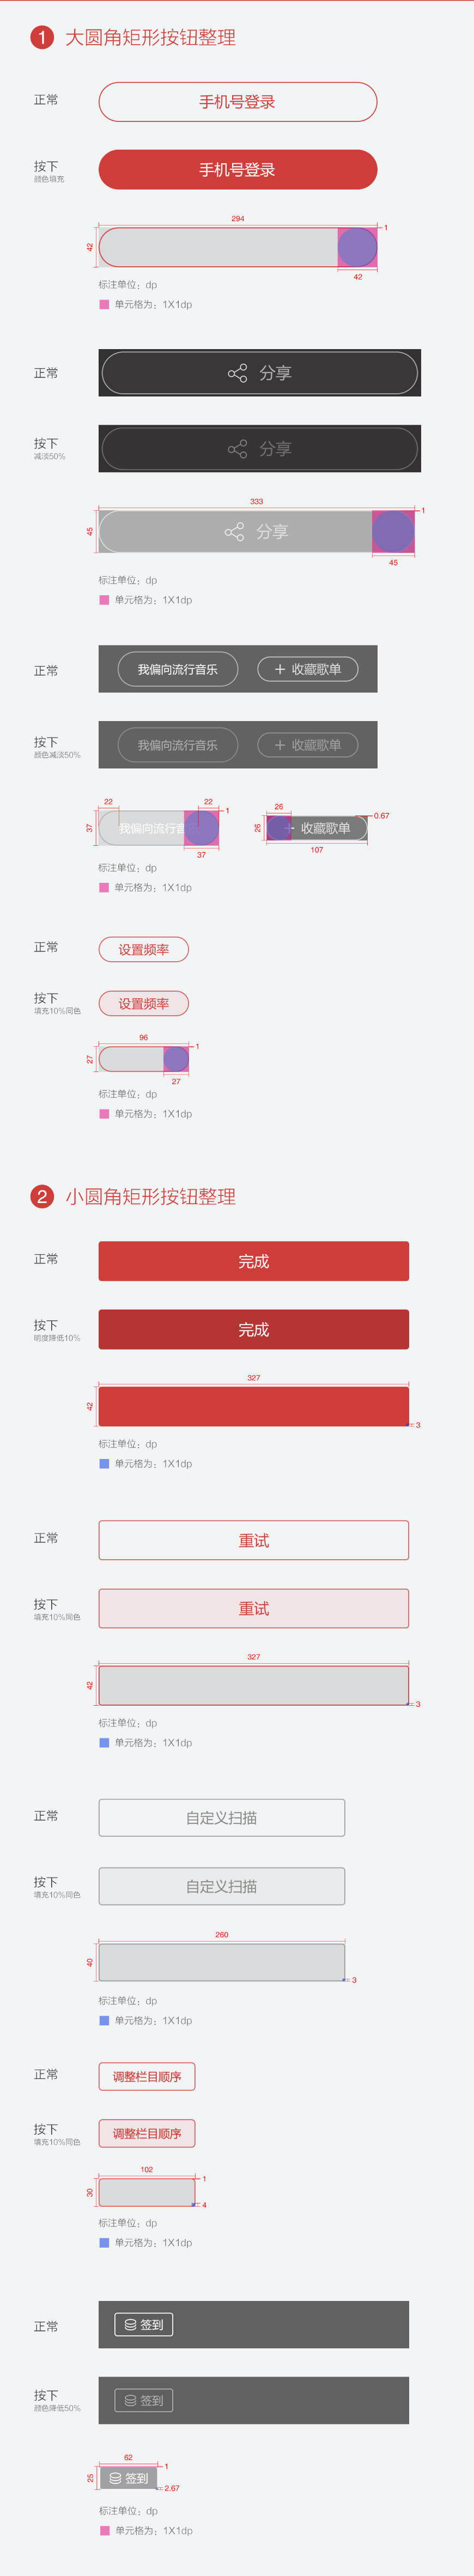 1 大圆角矩形按钮整理
正常
手机号登录
按下
颜色填充
手机号登录
294
1
42
42
标注单位：dp
单元格为：1X1dp
正常
分享
按下
减淡50%
分享
333
1
45
分享
45
标注单位：dp
单元格为：1X1dp
正常
我偏向流行音乐
+ 收藏歌单
按下
颜色减淡50%
我偏向流行音乐
+ 收藏歌单
22
22
1
37
我偏向流行音乐
37
26
0.67
26
+ 收藏歌单
107
标注单位：dp
单元格为：1X1dp
正常
设置频率
按下
填充10%同色
设置频率
96
1
27
27
标注单位：dp
单元格为：1X1dp
2 小圆角矩形按钮整理
正常
完成
按下
明度降低10%
完成
327
42
3
标注单位：dp
单元格为：1X1dp
正常
重试
按下
填充10%同色
重试
327
42
3
标注单位：dp
单元格为：1X1dp
正常
自定义扫描
按下
填充10%同色
自定义扫描
260
40
3
标注单位：dp
单元格为：1X1dp
正常
调整栏目顺序
按下
填充10%同色
调整栏目顺序
102
1
30
4
标注单位：dp
单元格为：1X1dp
正常
签到
按下
颜色降低50%
签到
62
1
25
签到
2.67
标注单位：dp
单元格为：1X1dp